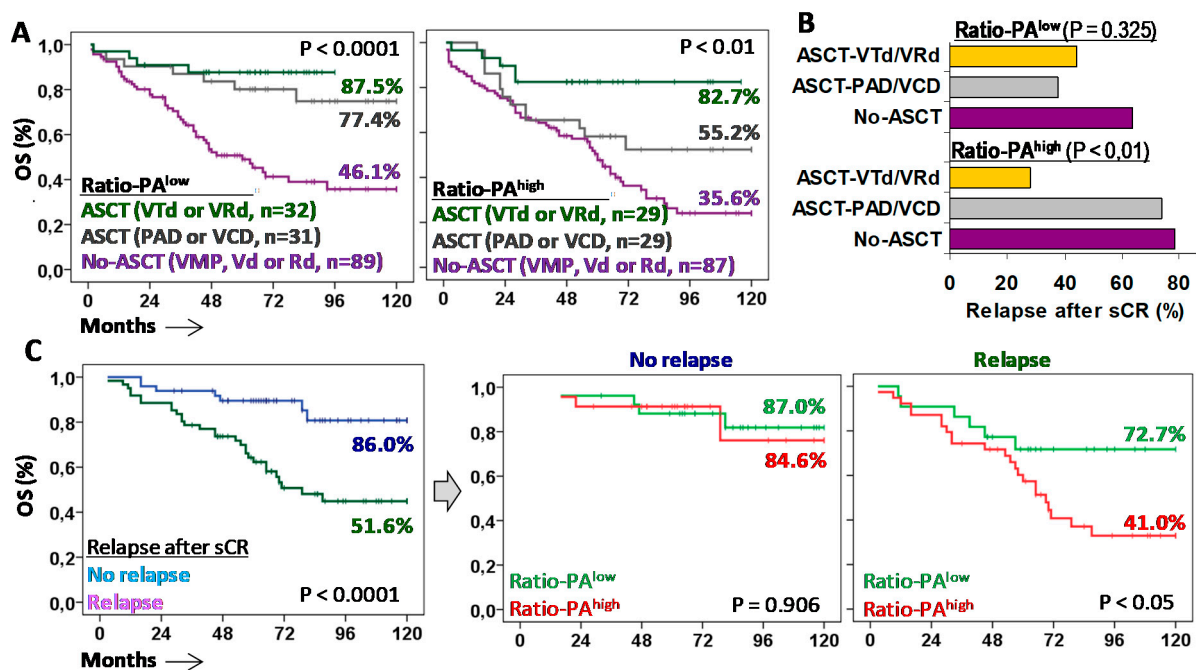 A
P < 0.0001
P < 0.01
OS (%)
1,0
0,8
0,6
0,4
0,2
0,0
87.5%
77.4%
46.1%
Ratio-PAlow
ASCT (VTd or VRd, n=32)
ASCT (PAD or VCD, n=31)
No-ASCT (VMP, Vd or Rd, n=89)
0 24 48 72 96 120
Months
82.7%
55.2%
35.6%
Ratio-PAhigh
ASCT (VTd or VRd, n=29)
ASCT (PAD or VCD, n=29)
No-ASCT (VMP, Vd or Rd, n=87)
0 24 48 72 96 120
B
Ratio-PAlow (P = 0.325)
ASCT-VTd/VRd
ASCT-PAD/VCD
No-ASCT
Ratio-PAhigh (P < 0,01)
ASCT-VTd/VRd
ASCT-PAD/VCD
No-ASCT
0 20 40 60 80
Relapse after sCR (%)
C
OS (%)
1,0
0,8
0,6
0,4
0,2
0,0
86.0%
51.6%
Relapse after sCR
No relapse
Relapse
P < 0.0001
0 24 48 72 96 120
Months
No relapse
1,0
0,8
0,6
0,4
0,2
0,0
87.0%
84.6%
Ratio-PAlow
Ratio-PAhigh
P = 0.906
0 24 48 72 96 120
Relapse
72.7%
41.0%
Ratio-PAlow
Ratio-PAhigh
P < 0.05
0 24 48 72 96 120